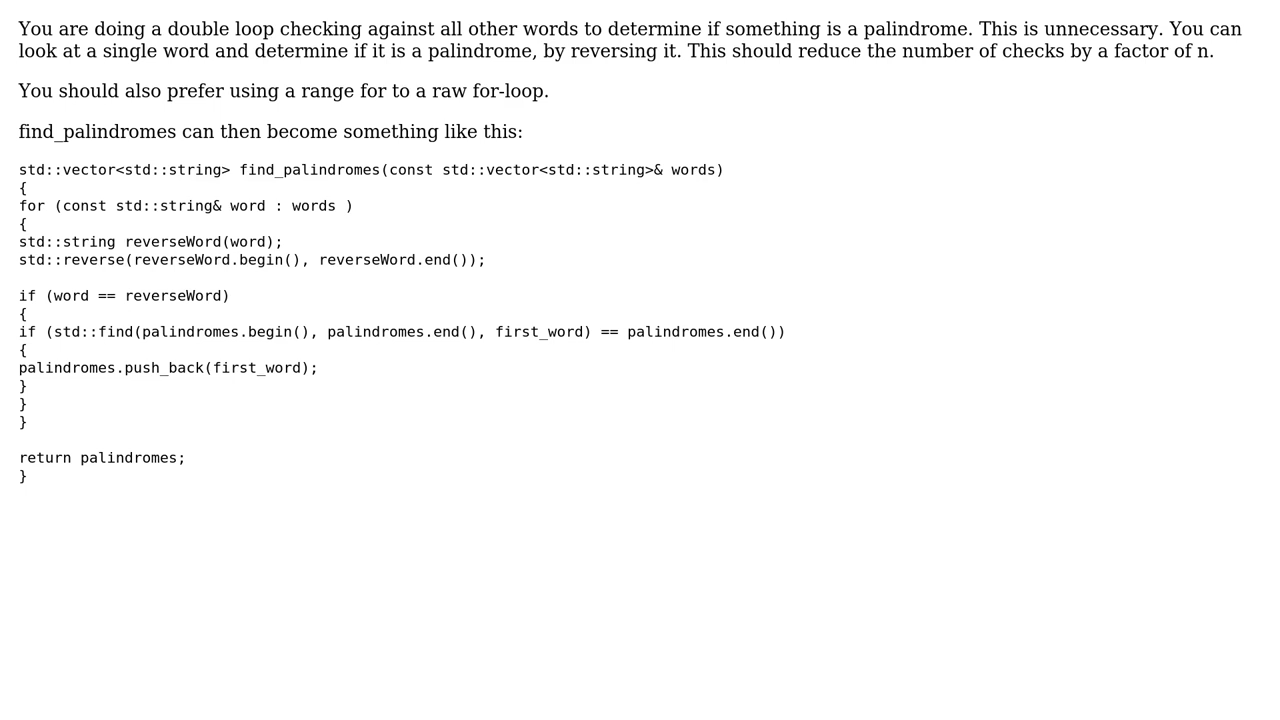 You are doing a double loop checking against all other words to determine if something is a palindrome. This is unnecessary. You can
look at a single word and determine if it is a palindrome, by reversing it. This should reduce the number of checks by a factor of n.
You should also prefer using a range for to a raw for-loop.
find_palindromes can then become something like this:
std::vector<std::string> find_palindromes(const std::vector<std::string>& words)
{
for (const std::string& word : words )
{
std::string reverseWord(word);
std::reverse(reverseWord.begin(), reverseWord.end());

if (word == reverseWord)
{
if (std::find(palindromes.begin(), palindromes.end(), first_word) == palindromes.end())
{
palindromes.push_back(first_word);
}
}
}

return palindromes;
}